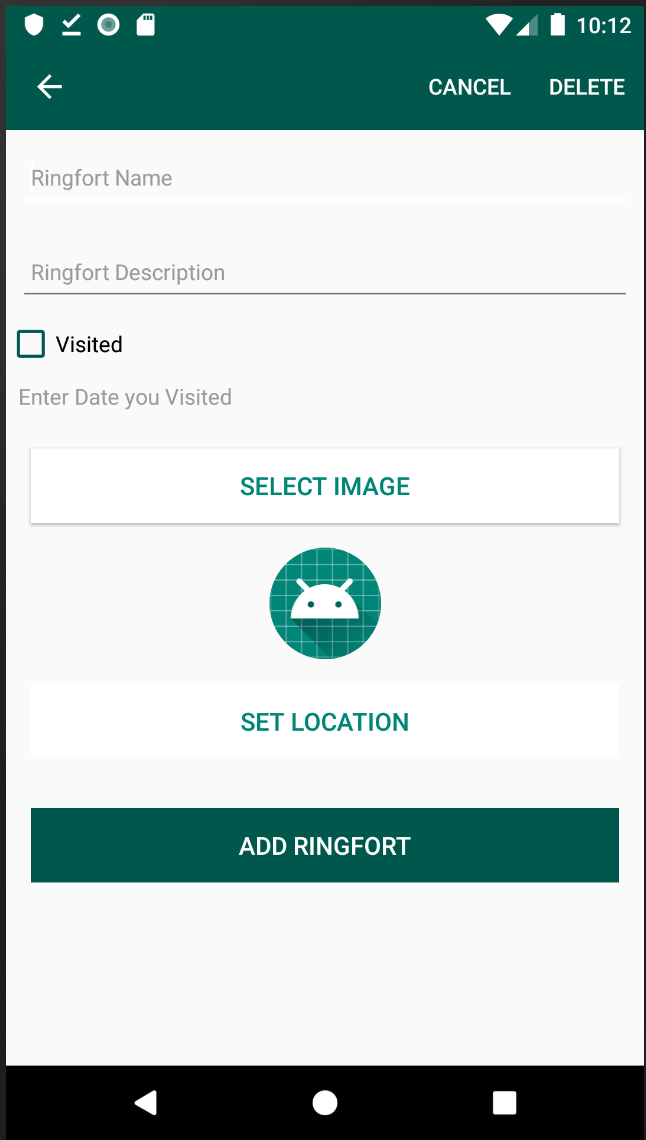 10:12
CANCEL DELETE
Ringfort Name
Ringfort Description
Visited
Enter Date you Visited
SELECT IMAGE
SET LOCATION
ADD RINGFORT